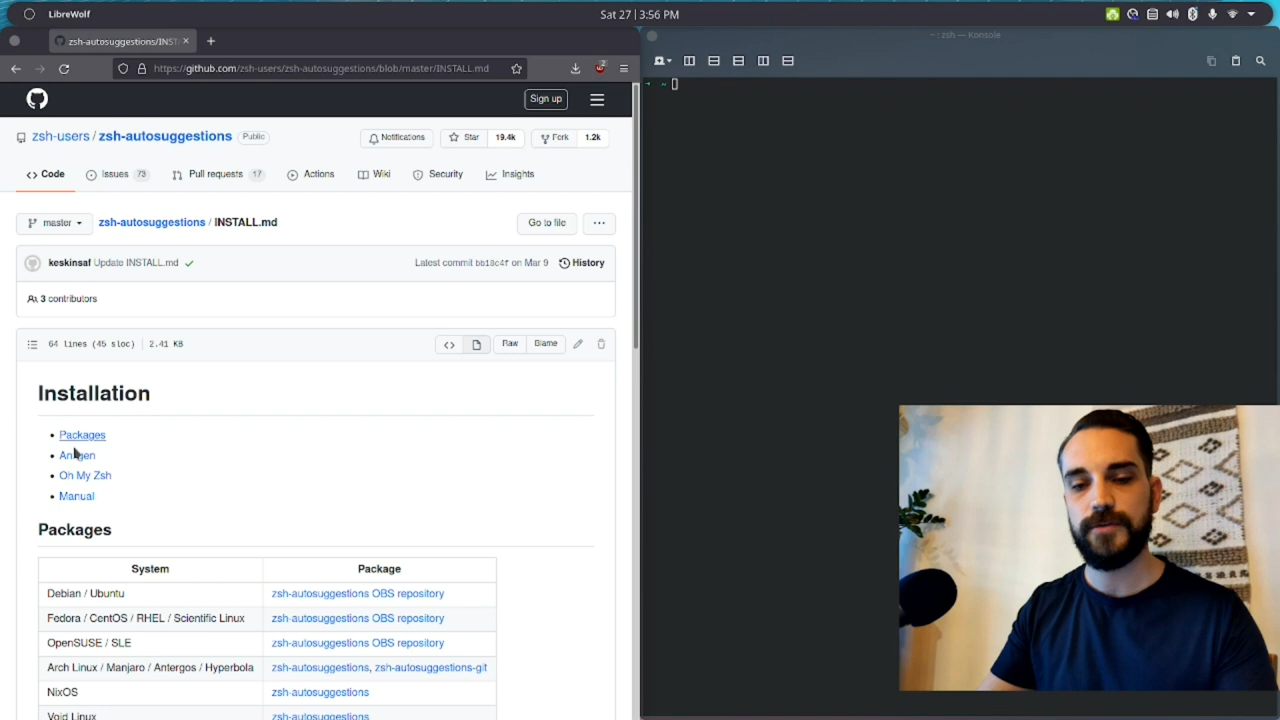 LibreWolf
Sat 27 | 3:56 PM
zsh-autosuggestions/INST
https://github.com/zsh-users/zsh-autosuggestions/blob/master/INSTALL.md
2
Sign up
zsh-users / zsh-autosuggestions Public
Notifications Star 19.4k Fork 1.2k
Code Issues 73 Pull requests 17 Actions Wiki Security Insights
master zsh-autosuggestions / INSTALL.md Go to file
keskinsaf Update INSTALL.md Latest commit bb18c4f on Mar 9 History
3 contributors
64 lines (45 sloc) 2.41 KB Raw Blame
Installation
Packages
Antigen
Oh My Zsh
Manual
Packages
System Package
Debian / Ubuntu zsh-autosuggestions OBS repository
Fedora / CentOS / RHEL / Scientific Linux zsh-autosuggestions OBS repository
OpenSUSE / SLE zsh-autosuggestions OBS repository
Arch Linux / Manjaro / Antergos / Hyperbola zsh-autosuggestions, zsh-autosuggestions-git
NixOS zsh-autosuggestions
Void Linux zsh-autosuggestions
~ : zsh — Konsole
→ ~